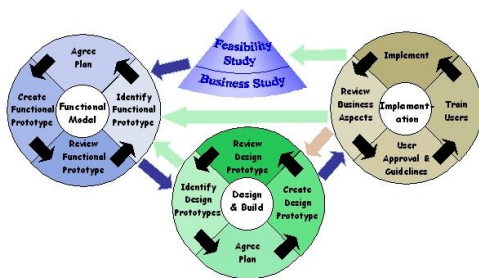 Feasibility
Study
Business Study
Agree
Plan
Create
Functional
Prototype
Functional
Model
Identify
Functional
Prototype
Review
Functional
Prototype
Implement
Review
Business
Aspects
Implement-
ation
Train
Users
User
Approval &
Guidelines
Review
Design
Prototype
Identify
Design
Prototypes
Design
& Build
Create
Design
Prototype
Agree
Plan